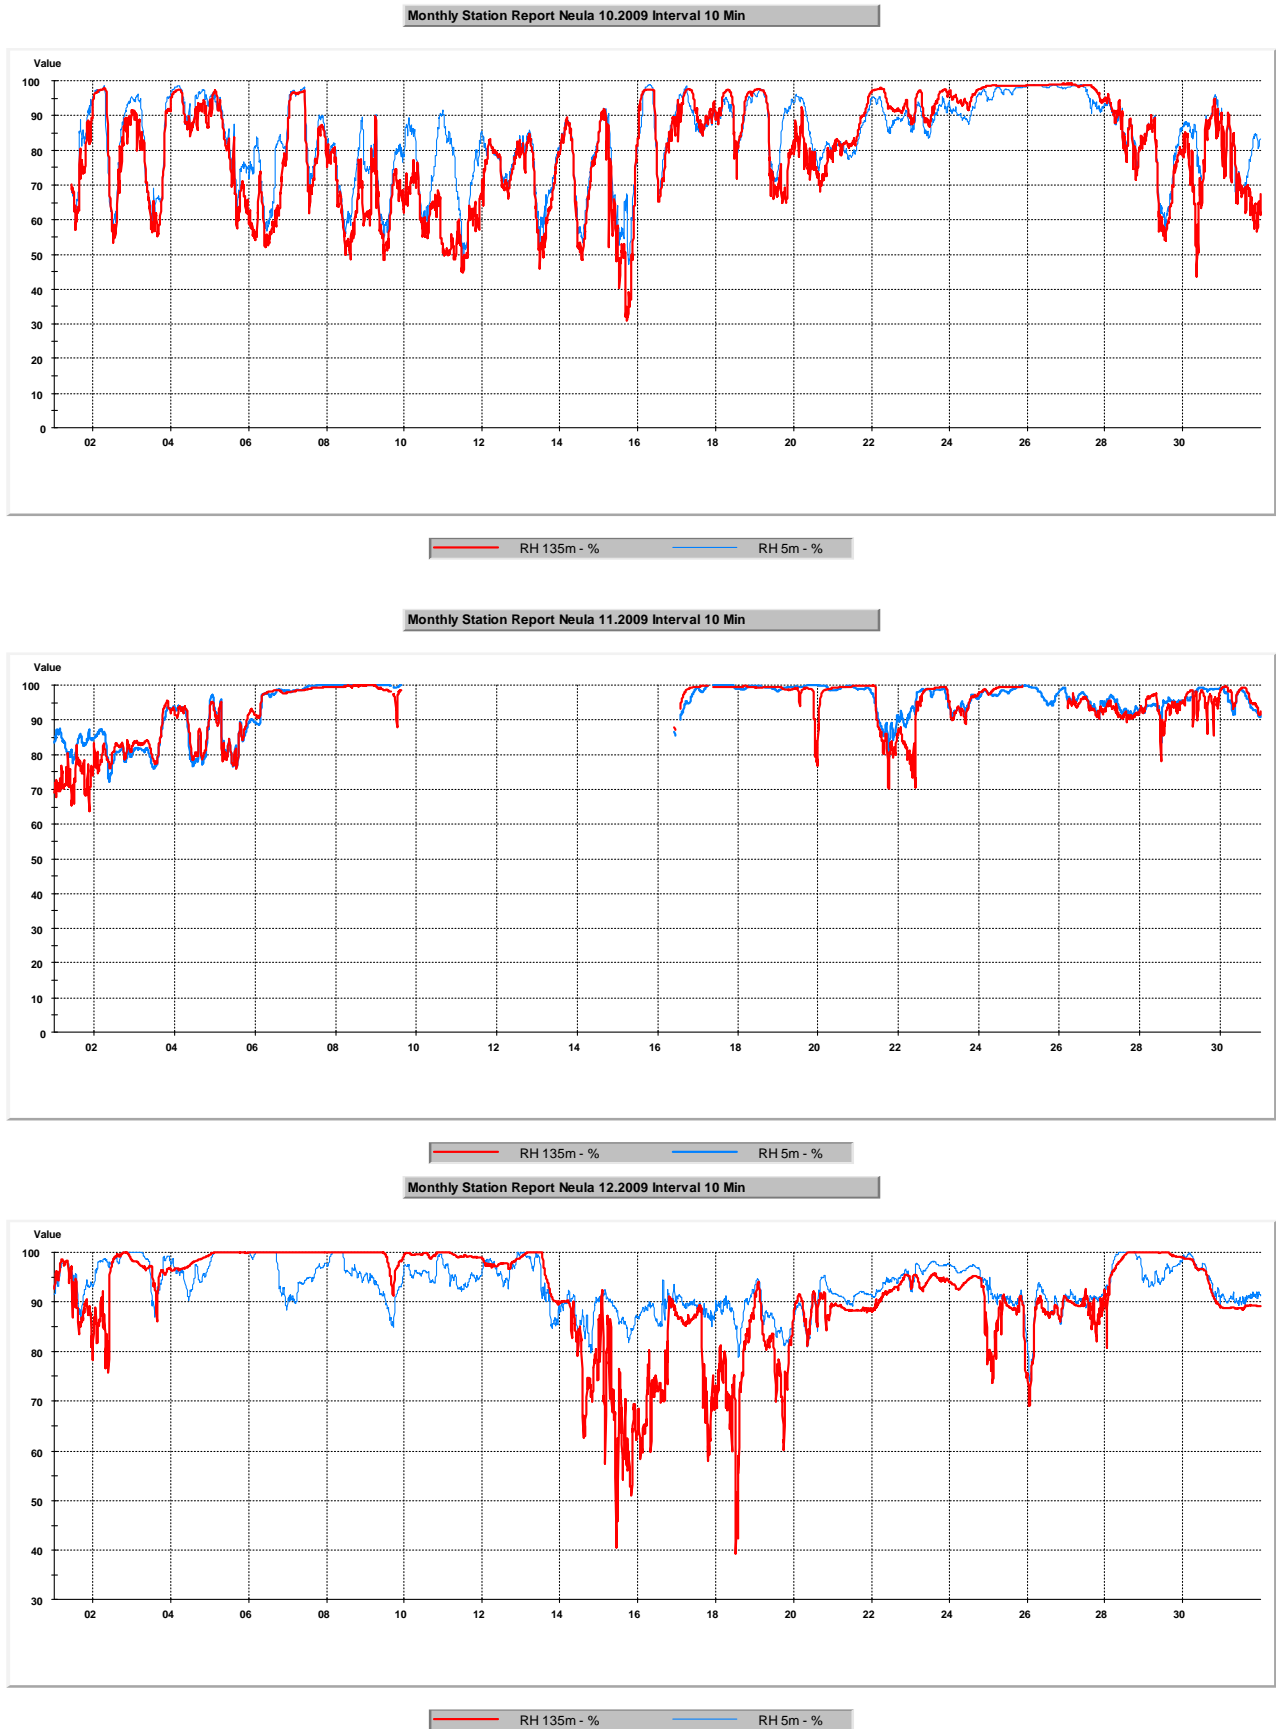 Monthly Station Report Neula 10.2009 Interval 10 Min
Value
100
90
80
70
60
50
40
30
20
10
0
02 04 06 08 10 12 14 16 18 20 22 24 26 28 30
RH 135m - % RH 5m - %
Monthly Station Report Neula 11.2009 Interval 10 Min
Value
100
90
80
70
60
50
40
30
20
10
0
02 04 06 08 10 12 14 16 18 20 22 24 26 28 30
RH 135m - % RH 5m - %
Monthly Station Report Neula 12.2009 Interval 10 Min
Value
100
90
80
70
60
50
40
30
02 04 06 08 10 12 14 16 18 20 22 24 26 28 30
RH 135m - % RH 5m - %